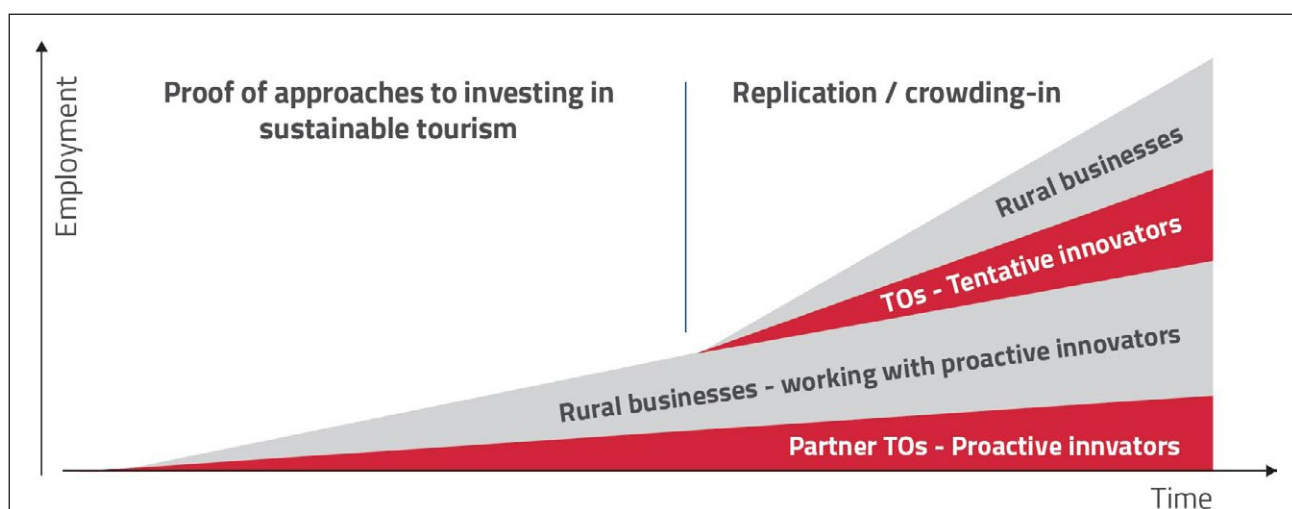 Employment
Proof of approaches to investing in
sustainable tourism
Replication / crowding-in
Rural businesses
TOs - Tentative innovators
Rural businesses - working with proactive innovators
Partner TOs - Proactive innvators
Time